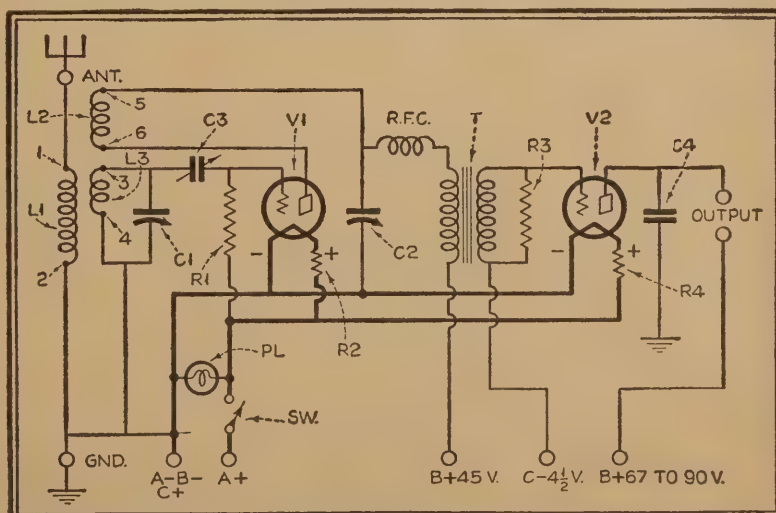 ANT.
5
L2
6
C3
V1
R.F.C.
T
R3
V2
C4
1
L3
3
L1
4
C1
R1
C2
OUTPUT
2
-
+
R2
-
+
R4
PL
SW.
GND.
A-B-
C+
A+
B+45 V.
C-4½V.
B+67 TO 90 V.